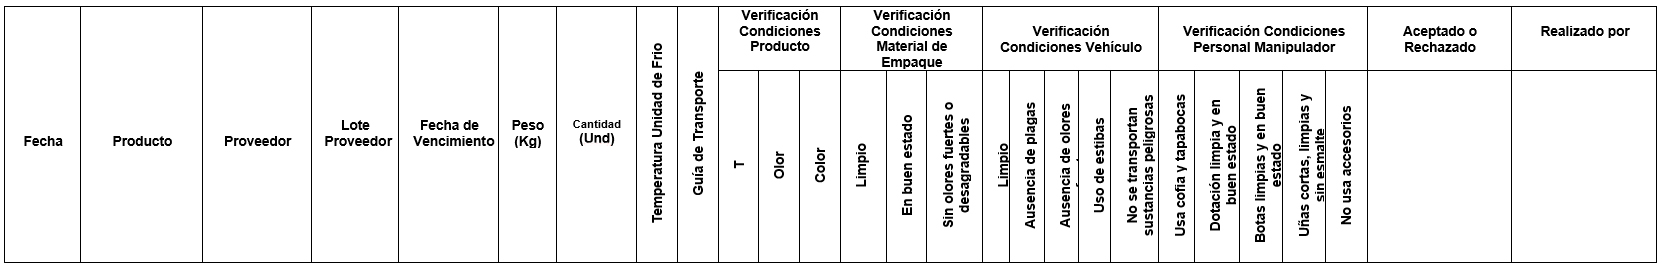 Fecha
Producto
Proveedor
Lote
Proveedor
Fecha de
Vencimiento
Peso
(Kg)
Cantidad
(Und)
Temperatura Unidad de Frio
Guía de Transporte
Verificación
Condiciones
Producto
T
Olor
Color
Verificación
Condiciones
Material de
Empaque
Limpio
En buen estado
Sin olores fuertes o
desagradables
Verificación
Condiciones Vehículo
Limpio
Ausencia de plagas
Ausencia de olores
Uso de estibas
No se transportan
sustancias peligrosas
Verificación Condiciones
Personal Manipulador
Usa cofia y tapabocas
Dotación limpia y en
buen estado
Botas limpias y en buen
estado
Uñas cortas, limpias y
sin esmalte
No usa accesorios
Aceptado o
Rechazado
Realizado por